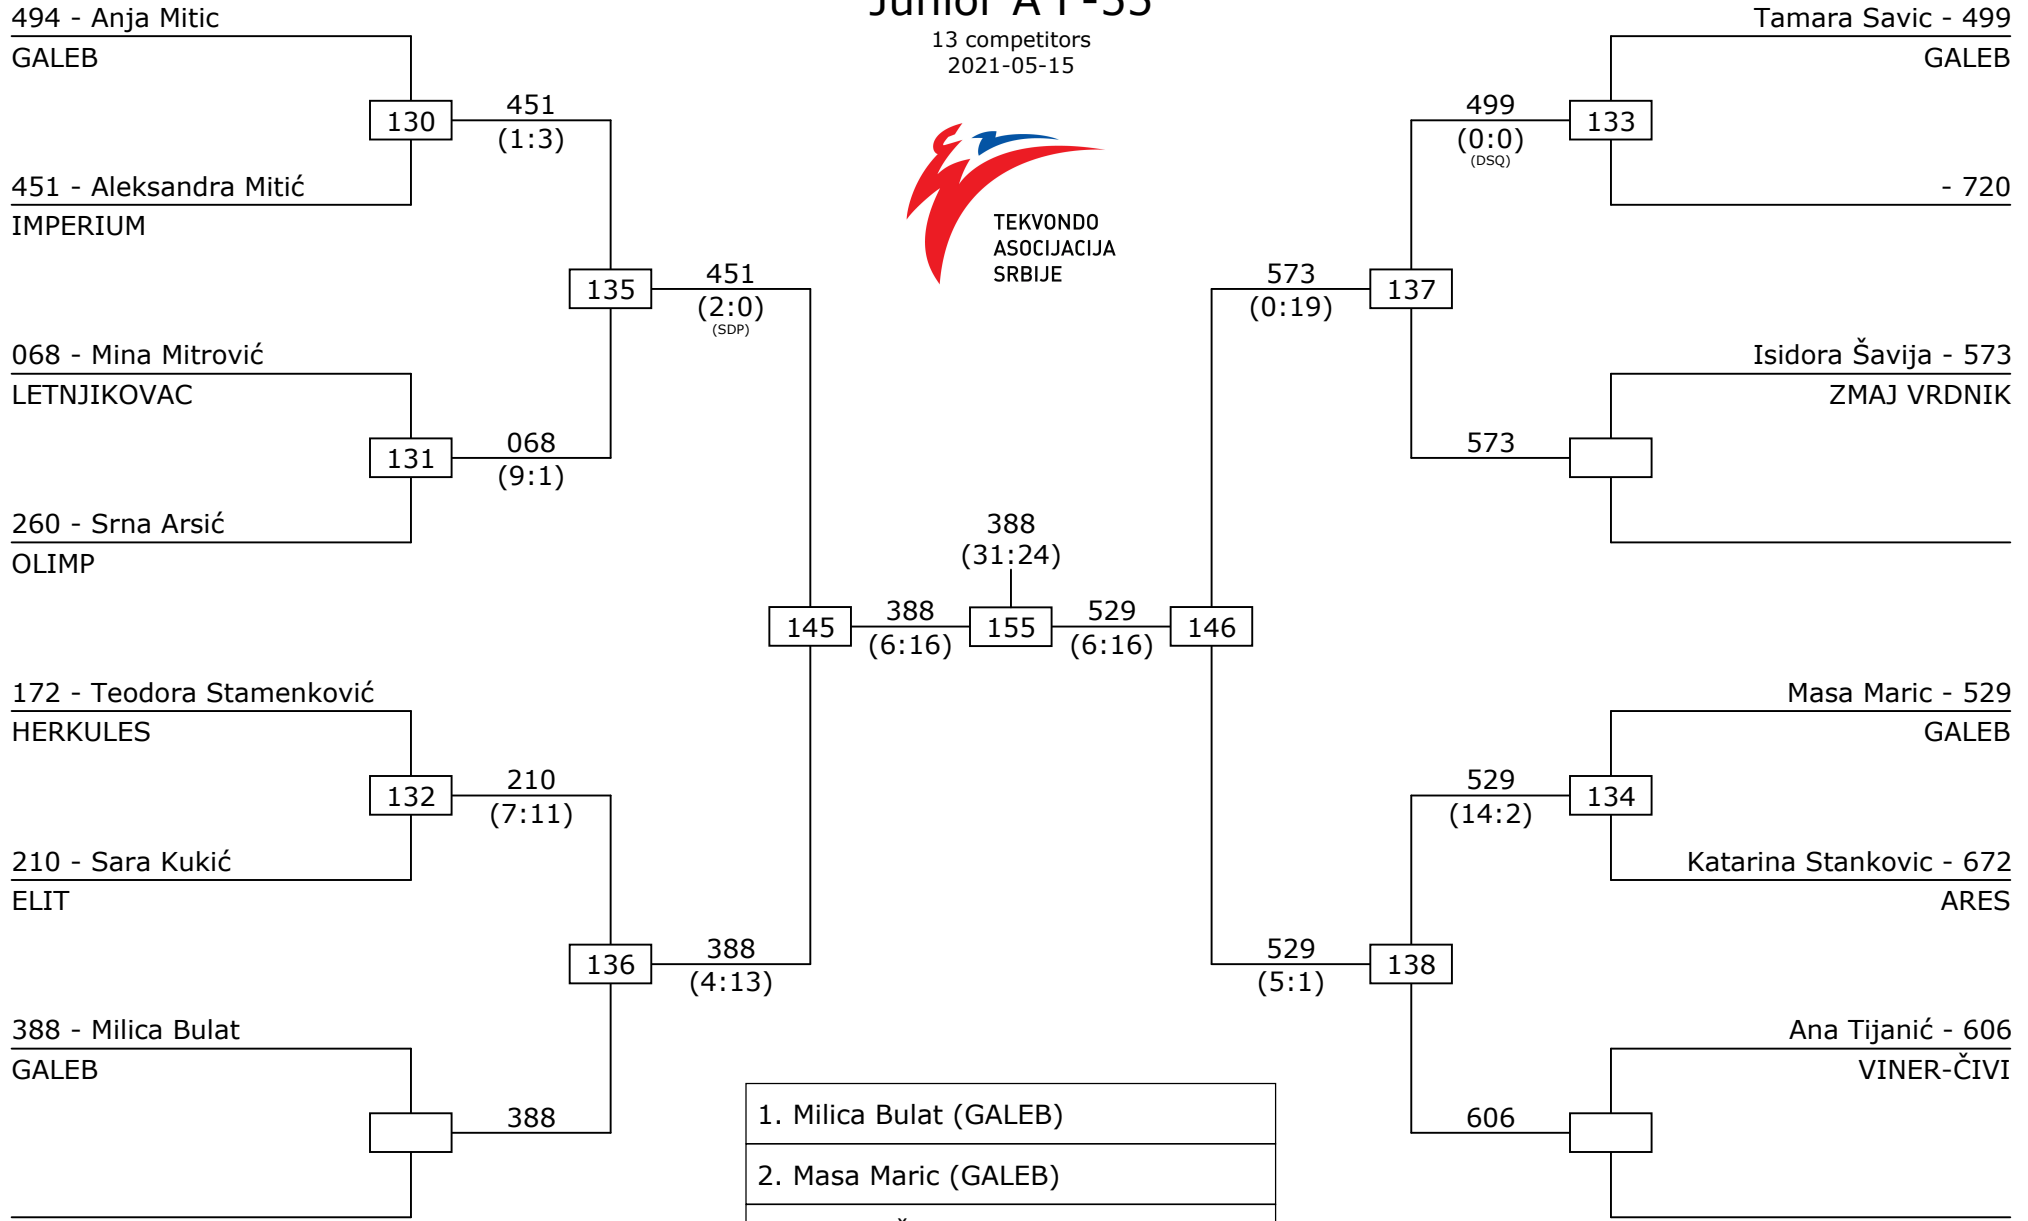 Junior A F-55
13 competitors
2021-05-15
TEKVONDO
ASOCIJACIJA
SRBIJE
494 - Anja Mitic
GALEB
130
451
(1:3)
451 - Aleksandra Mitić
IMPERIUM
135
451
(2:0)
(SDP)
068 - Mina Mitrović
LETNJIKOVAC
131
068
(9:1)
260 - Srna Arsić
OLIMP
172 - Teodora Stamenković
HERKULES
132
210
(7:11)
210 - Sara Kukić
ELIT
136
388
(4:13)
388 - Milica Bulat
GALEB
388
145
388
(6:16)
388
(31:24)
155
529
(6:16)
146
Tamara Savic - 499
GALEB
499
(0:0)
(DSQ)
133
- 720
573
(0:19)
137
Isidora Šavija - 573
ZMAJ VRDNIK
573
Masa Maric - 529
GALEB
529
(14:2)
134
Katarina Stankovic - 672
ARES
529
(5:1)
138
Ana Tijanić - 606
VINER-ČIVI
606
1. Milica Bulat (GALEB)
2. Masa Maric (GALEB)